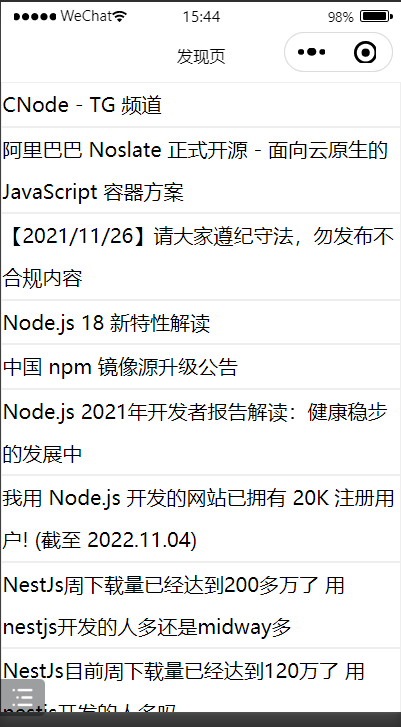 WeChat 15:44 98%
发现页
CNode - TG 频道
阿里巴巴 Noslate 正式开源 - 面向云原生的
JavaScript 容器方案
【2021/11/26】请大家遵纪守法，勿发布不
合规内容
Node.js 18 新特性解读
中国 npm 镜像源升级公告
Node.js 2021年开发者报告解读：健康稳步
的发展中
我用 Node.js 开发的网站已拥有 20K 注册用
户! (截至 2022.11.04)
NestJs周下载量已经达到200多万了 用
nestjs开发的人多还是midway多
NestJs目前周下载量已经达到120万了 用
nestjs开发的人多吗